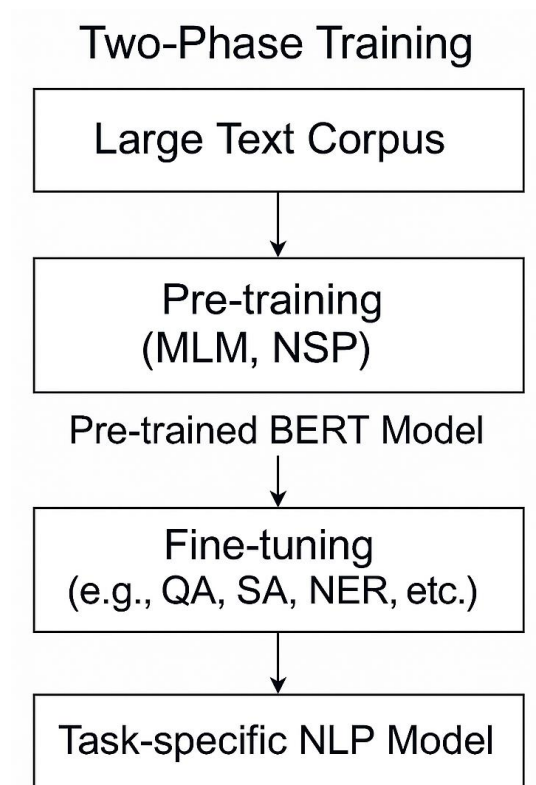 Two-Phase Training
Large Text Corpus
Pre-training
(MLM, NSP)
Pre-trained BERT Model
Fine-tuning
(e.g., QA, SA, NER, etc.)
Task-specific NLP Model